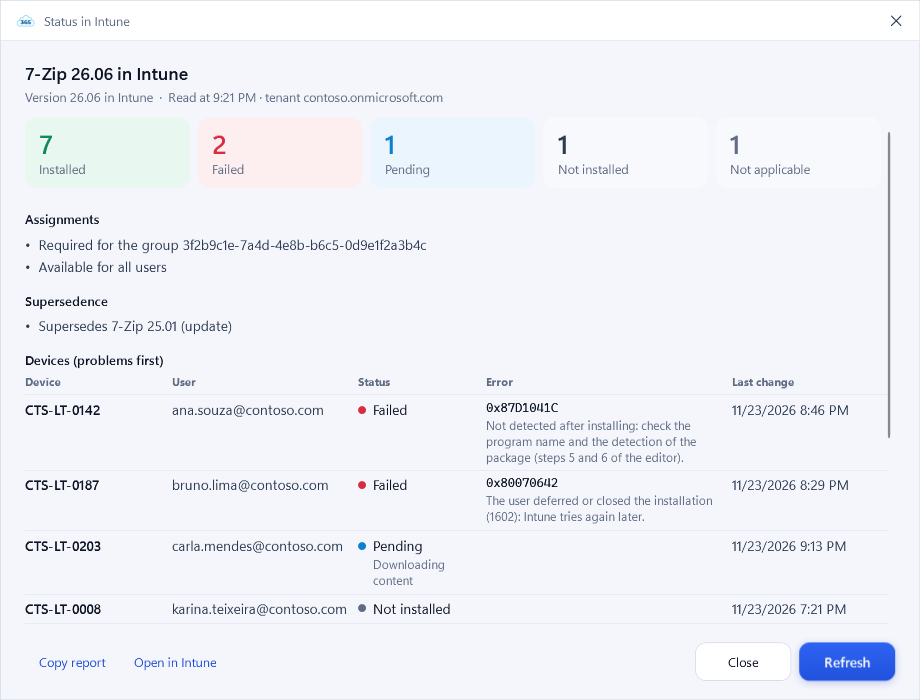 365 Status in Intune
7-Zip 26.06 in Intune
Version 26.06 in Intune · Read at 9:21 PM · tenant contoso.onmicrosoft.com
7 2 1 1 1
Installed Failed Pending Not installed Not applicable
Assignments
• Required for the group 3f2b9c1e-7a4d-4e8b-b6c5-0d9e1f2a3b4c
• Available for all users
Supersedence
• Supersedes 7-Zip 25.01 (update)
Devices (problems first)
Device User Status Error Last change
CTS-LT-0142 ana.souza@contoso.com Failed 0x87D1041C 11/23/2026 8:46 PM
Not detected after installing: check the
program name and the detection of the
package (steps 5 and 6 of the editor).
CTS-LT-0187 bruno.lima@contoso.com Failed 0x80070642 11/23/2026 8:29 PM
The user deferred or closed the installation
(1602): Intune tries again later.
CTS-LT-0203 carla.mendes@contoso.com Pending 11/23/2026 9:13 PM
Downloading
content
CTS-LT-0008 karina.teixeira@contoso.com Not installed 11/23/2026 7:21 PM
Copy report Open in Intune Close Refresh